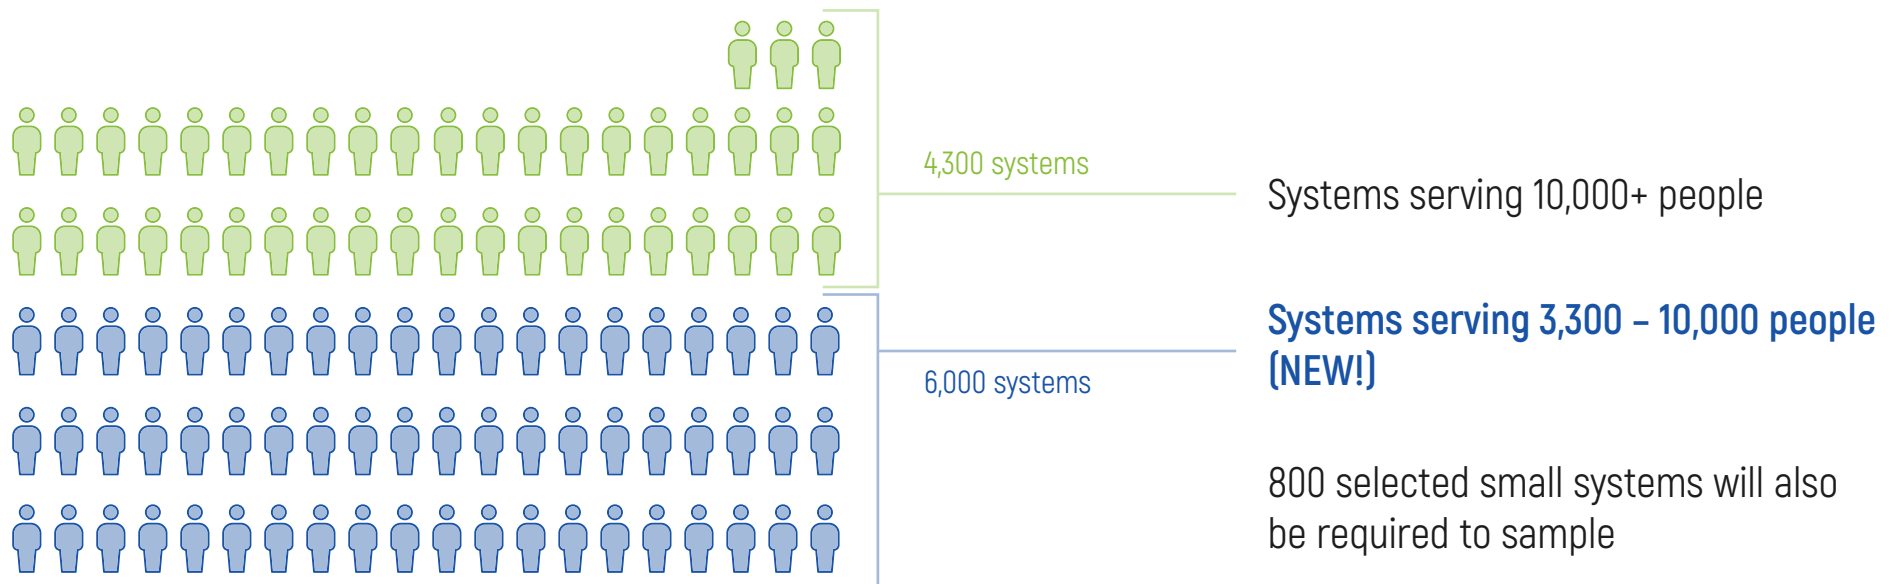 4,300 systems
Systems serving 10,000+ people
Systems serving 3,300 – 10,000 people
(NEW!)
6,000 systems
800 selected small systems will also
be required to sample